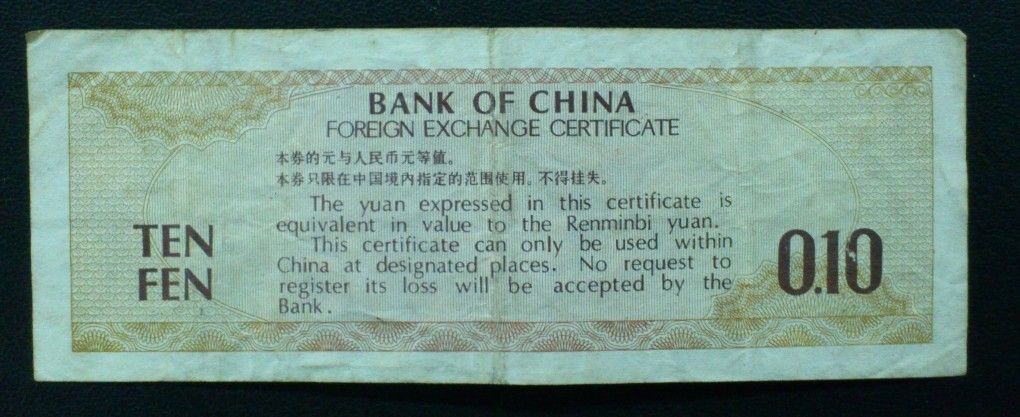 BANK OF CHINA
FOREIGN EXCHANGE CERTIFICATE
本券的元与人民币元等值。
本券只限在中国境内指定的范围使用。不得挂失。
The yuan expressed in this certificate is
equivalent in value to the Renminbi yuan.
This certificate can only be used within
China at designated places. No request to
register its loss will be accepted by the
Bank.
TEN
FEN
0.10